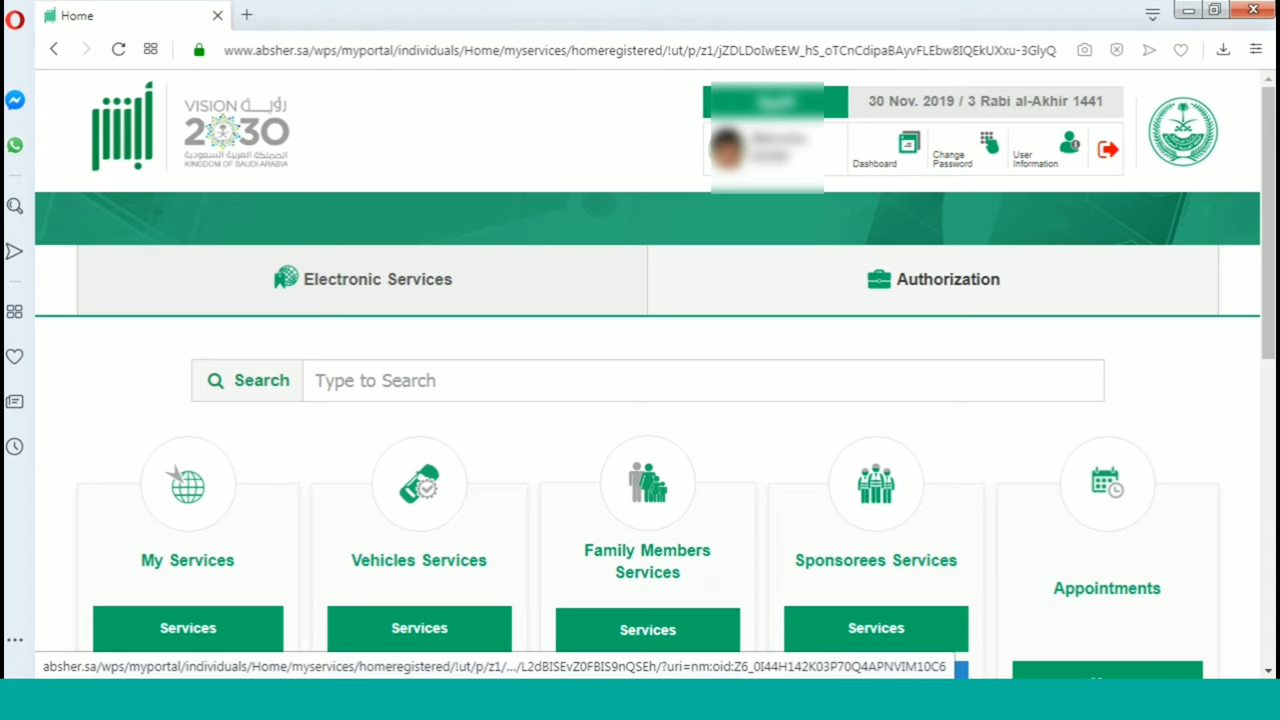 Home
www.absher.sa/wps/myportal/individuals/Home/myservices/homeregistered/!ut/p/z1/jZDLDoIwEEW_hS_oTCnCdipaBAyvFLEbw8IQEkUXxu-3GlyQ
أبشر
VISION رؤيـــة
2030
المملكة العربية السعودية
KINGDOM OF SAUDI ARABIA
30 Nov. 2019 / 3 Rabi al-Akhir 1441
Dashboard
Change Password
User Information
Electronic Services
Authorization
Search
Type to Search
My Services
Vehicles Services
Family Members Services
Sponsorees Services
Appointments
Services
Services
Services
Services
absher.sa/wps/myportal/individuals/Home/myservices/homeregistered/!ut/p/z1/.../L2dBISEvZ0FBIS9nQSEh/?uri=nm:oid:Z6_0I44H142K03P70Q4APNVIM10C6